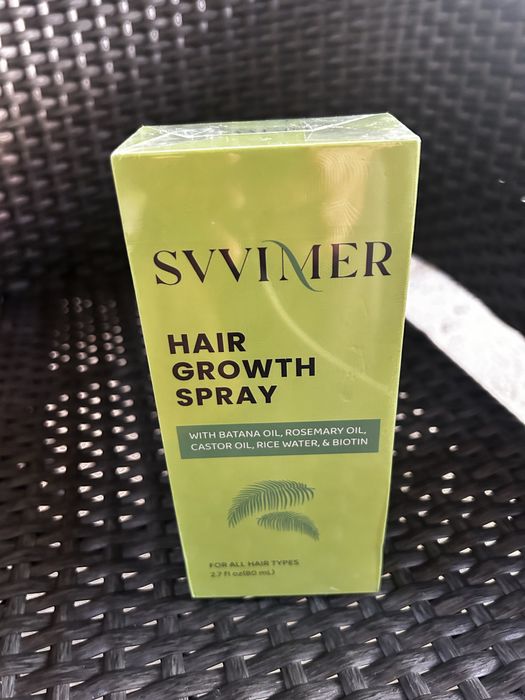 SVVIMER
HAIR
GROWTH
SPRAY
WITH BATANA OIL, ROSEMARY OIL,
CASTOR OIL, RICE WATER, & BIOTIN
FOR ALL HAIR TYPES
2.7 fl oz(80 mL)